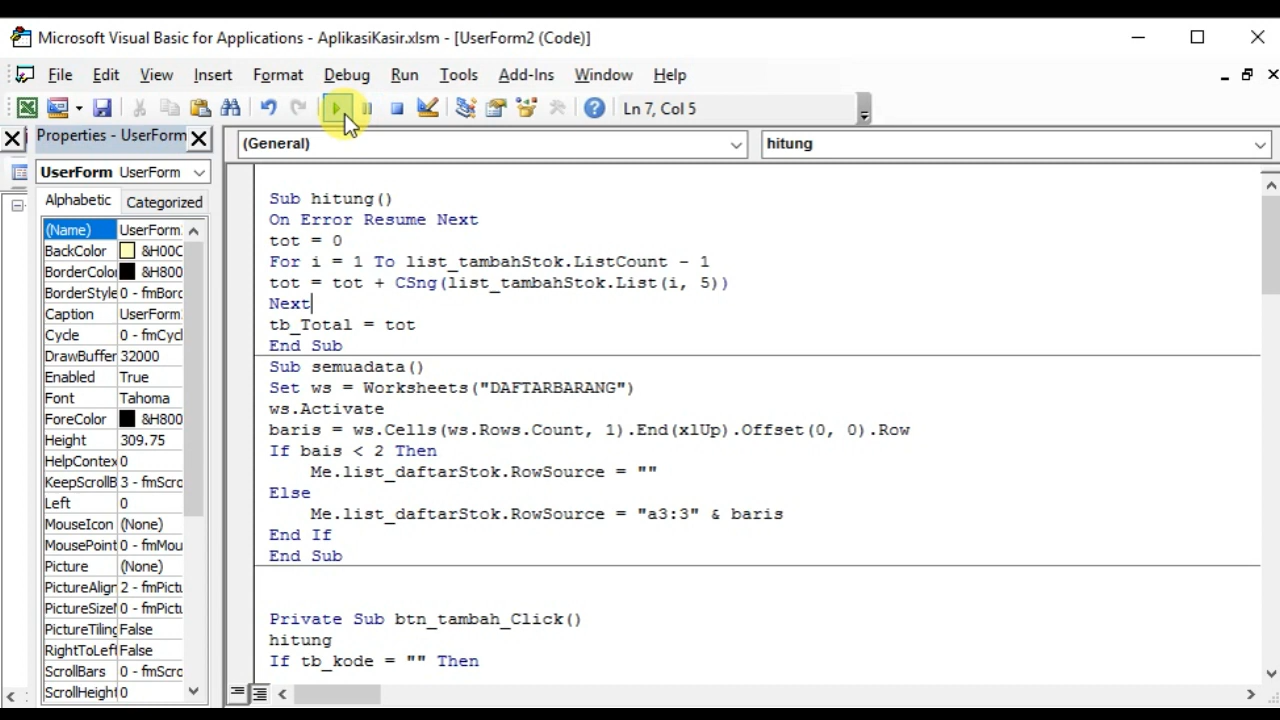 Microsoft Visual Basic for Applications - AplikasiKasir.xlsm - [UserForm2 (Code)]
File Edit View Insert Format Debug Run Tools Add-Ins Window Help
Ln 7, Col 5
Properties - UserForm
(General)
hitung
UserForm UserForm
Alphabetic Categorized
(Name) UserForm
BackColor &H00C
BorderColo &H800
BorderStyle 0 - fmBord
Caption UserForm
Cycle 0 - fmCycl
DrawBuffer 32000
Enabled True
Font Tahoma
ForeColor &H800
Height 309.75
HelpContex 0
KeepScrollB 3 - fmScro
Left 0
MouseIcon (None)
MousePoint 0 - fmMou
Picture (None)
PictureAlign 2 - fmPictu
PictureSize 0 - fmPictu
PictureTiling False
RightToLeft False
ScrollBars 0 - fmScro
ScrollHeight 0
Sub hitung()
On Error Resume Next
tot = 0
For i = 1 To list_tambahStok.ListCount - 1
tot = tot + CSng(list_tambahStok.List(i, 5))
Next
tb_Total = tot
End Sub
Sub semuadata()
Set ws = Worksheets("DAFTARBARANG")
ws.Activate
baris = ws.Cells(ws.Rows.Count, 1).End(xlUp).Offset(0, 0).Row
If bais < 2 Then
Me.list_daftarStok.RowSource = ""
Else
Me.list_daftarStok.RowSource = "a3:3" & baris
End If
End Sub
Private Sub btn_tambah_Click()
hitung
If tb_kode = "" Then